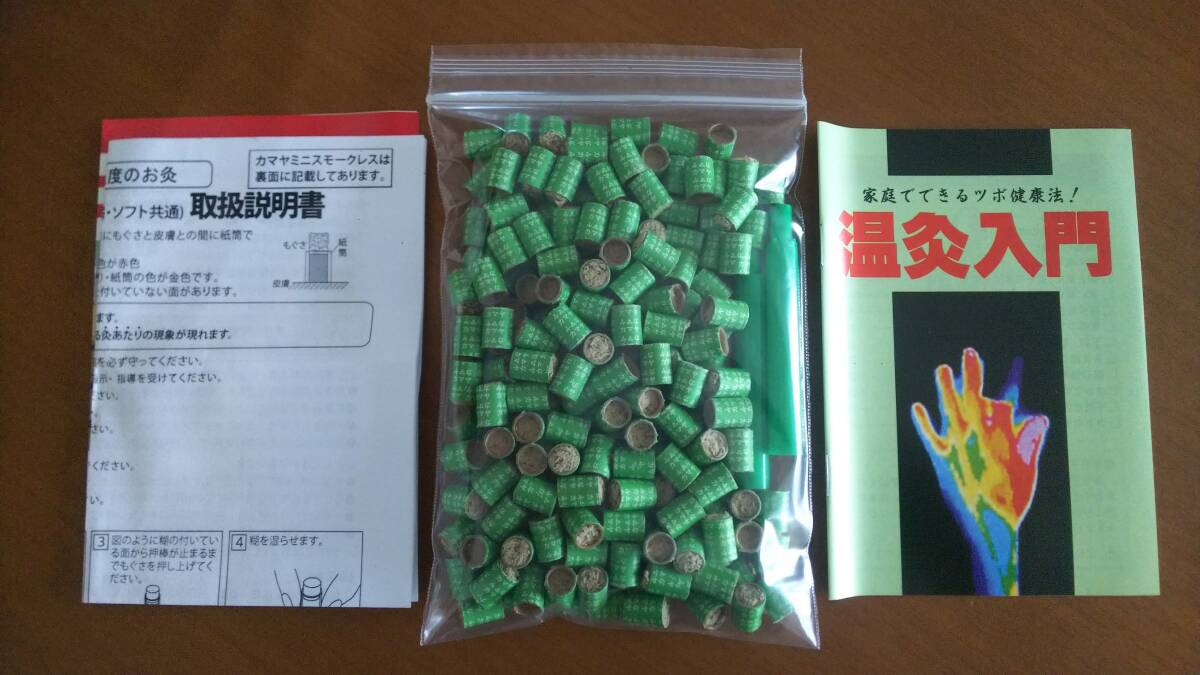 度のお灸
カマヤミニスモークレスは
裏面に記載してあります。
・ソフト共通) 取扱説明書
にもぐさと皮膚との間に紙筒で
もぐさ
紙筒
色が赤色
・紙筒の色が金色です。
皮膚
付いていない面があります。
ます。
る灸あたりの現象が現れます。
を必ず守ってください。
指示・指導を受けてください。
ださい。
ださい。
ください。
さい。
3 図のように糊の付いてい
る面から押棒が止まるま
でもぐさを押し上げてく
ださい。
4 糊を湿らせます。
カマヤ
家庭でできるツボ健康法!
温灸入門